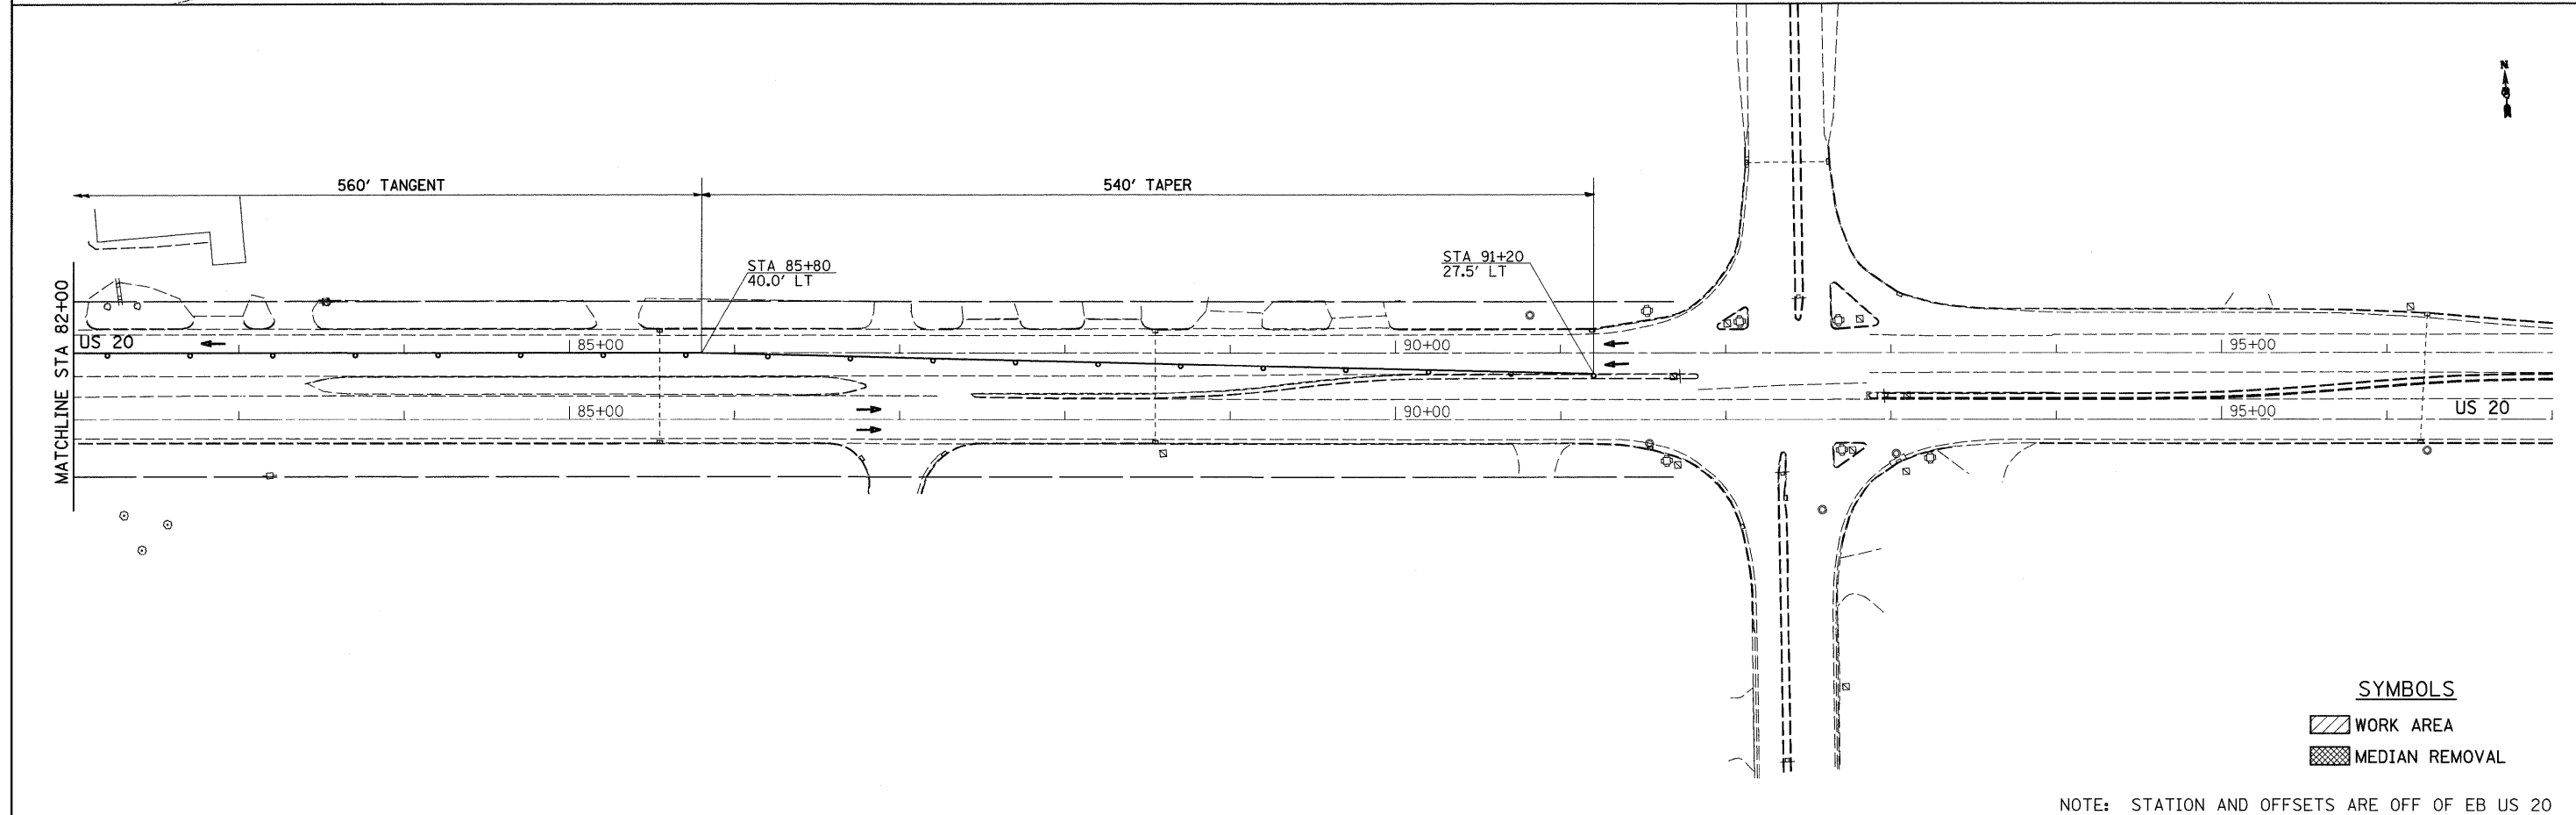 N
560' TANGENT
540' TAPER
STA 85+80
40.0' LT
STA 91+20
27.5' LT
MATCHLINE STA 82+00
US 20
85+00
90+00
95+00
85+00
90+00
95+00
US 20
SYMBOLS
WORK AREA
MEDIAN REMOVAL
NOTE: STATION AND OFFSETS ARE OFF OF EB US 20